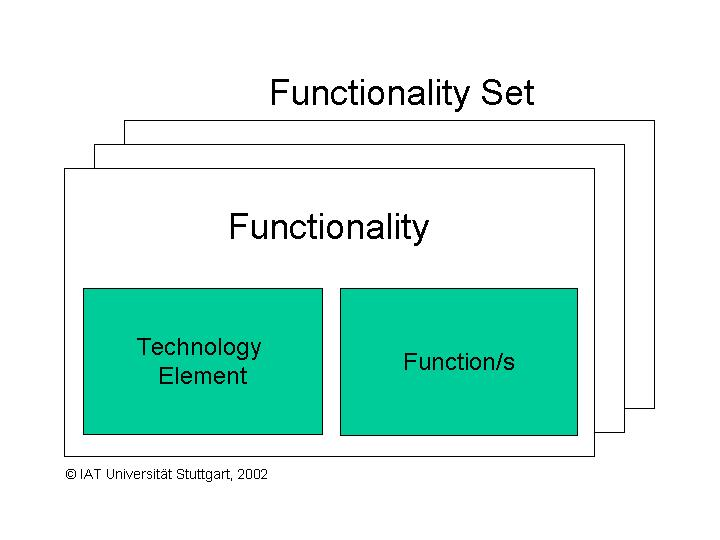 Functionality Set
Functionality
Technology
Element
Function/s
© IAT Universität Stuttgart, 2002